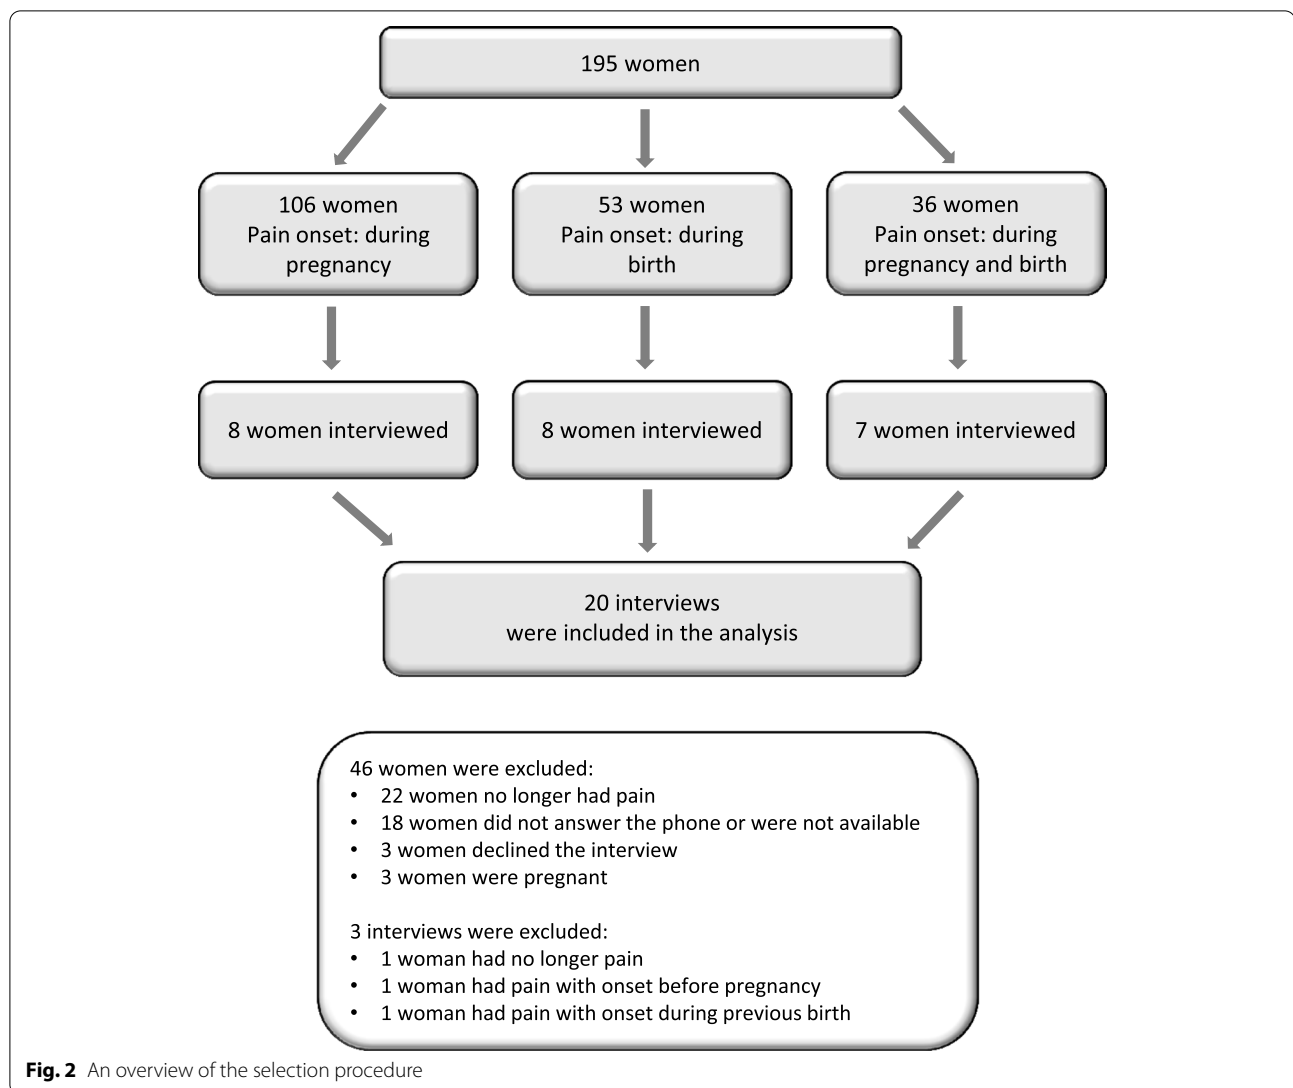 195 women
106 women
Pain onset: during
pregnancy
53 women
Pain onset: during
birth
36 women
Pain onset: during
pregnancy and birth
8 women interviewed
8 women interviewed
7 women interviewed
20 interviews
were included in the analysis
46 women were excluded:
• 22 women no longer had pain
• 18 women did not answer the phone or were not available
• 3 women declined the interview
• 3 women were pregnant
3 interviews were excluded:
• 1 woman had no longer pain
• 1 woman had pain with onset before pregnancy
• 1 woman had pain with onset during previous birth
Fig. 2 An overview of the selection procedure